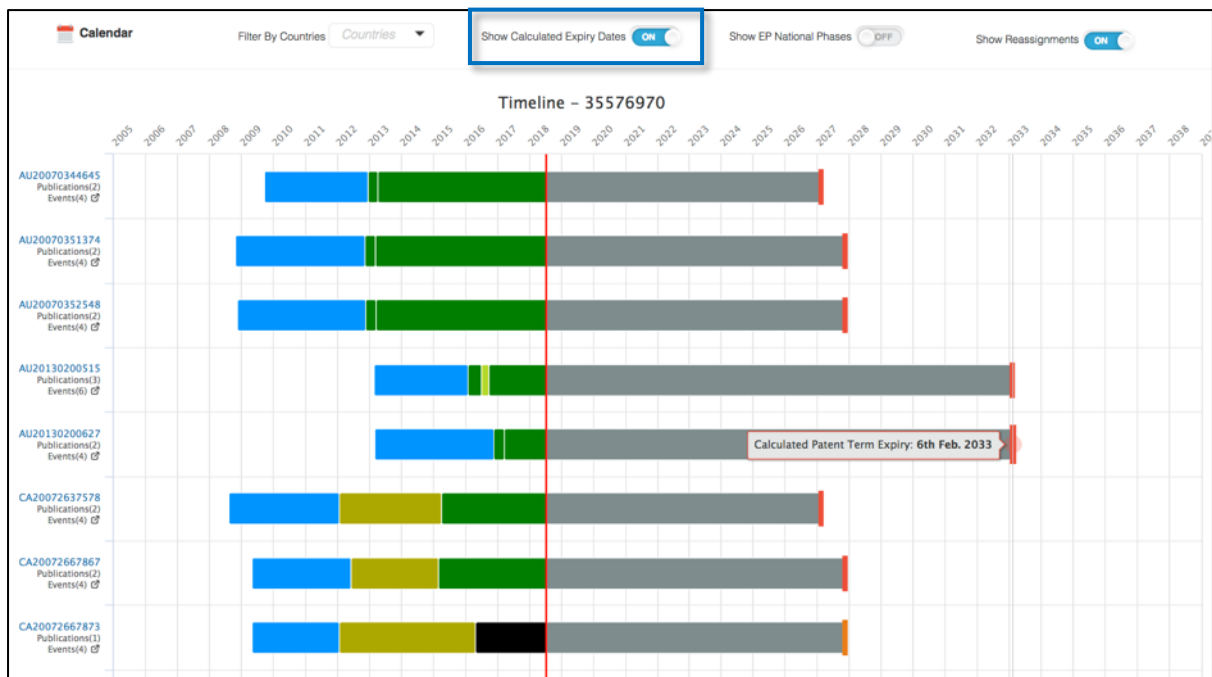 Calendar
Filter By Countries Countries
Show Calculated Expiry Dates ON
Show EP National Phases OFF
Show Reassignments ON
Timeline – 35576970
2005 2006 2007 2008 2009 2010 2011 2012 2013 2014 2015 2016 2017 2018 2019 2020 2021 2022 2023 2024 2025 2026 2027 2028 2029 2030 2031 2032 2033 2034 2035 2036 2037 2038
AU20070344645
Publications(2)
Events(4)
AU20070351374
Publications(2)
Events(4)
AU20070352548
Publications(2)
Events(4)
AU20130200515
Publications(3)
Events(6)
AU20130200627
Publications(2)
Events(4)
Calculated Patent Term Expiry: 6th Feb. 2033
CA20072637578
Publications(2)
Events(4)
CA20072667867
Publications(2)
Events(4)
CA20072667873
Publications(1)
Events(4)